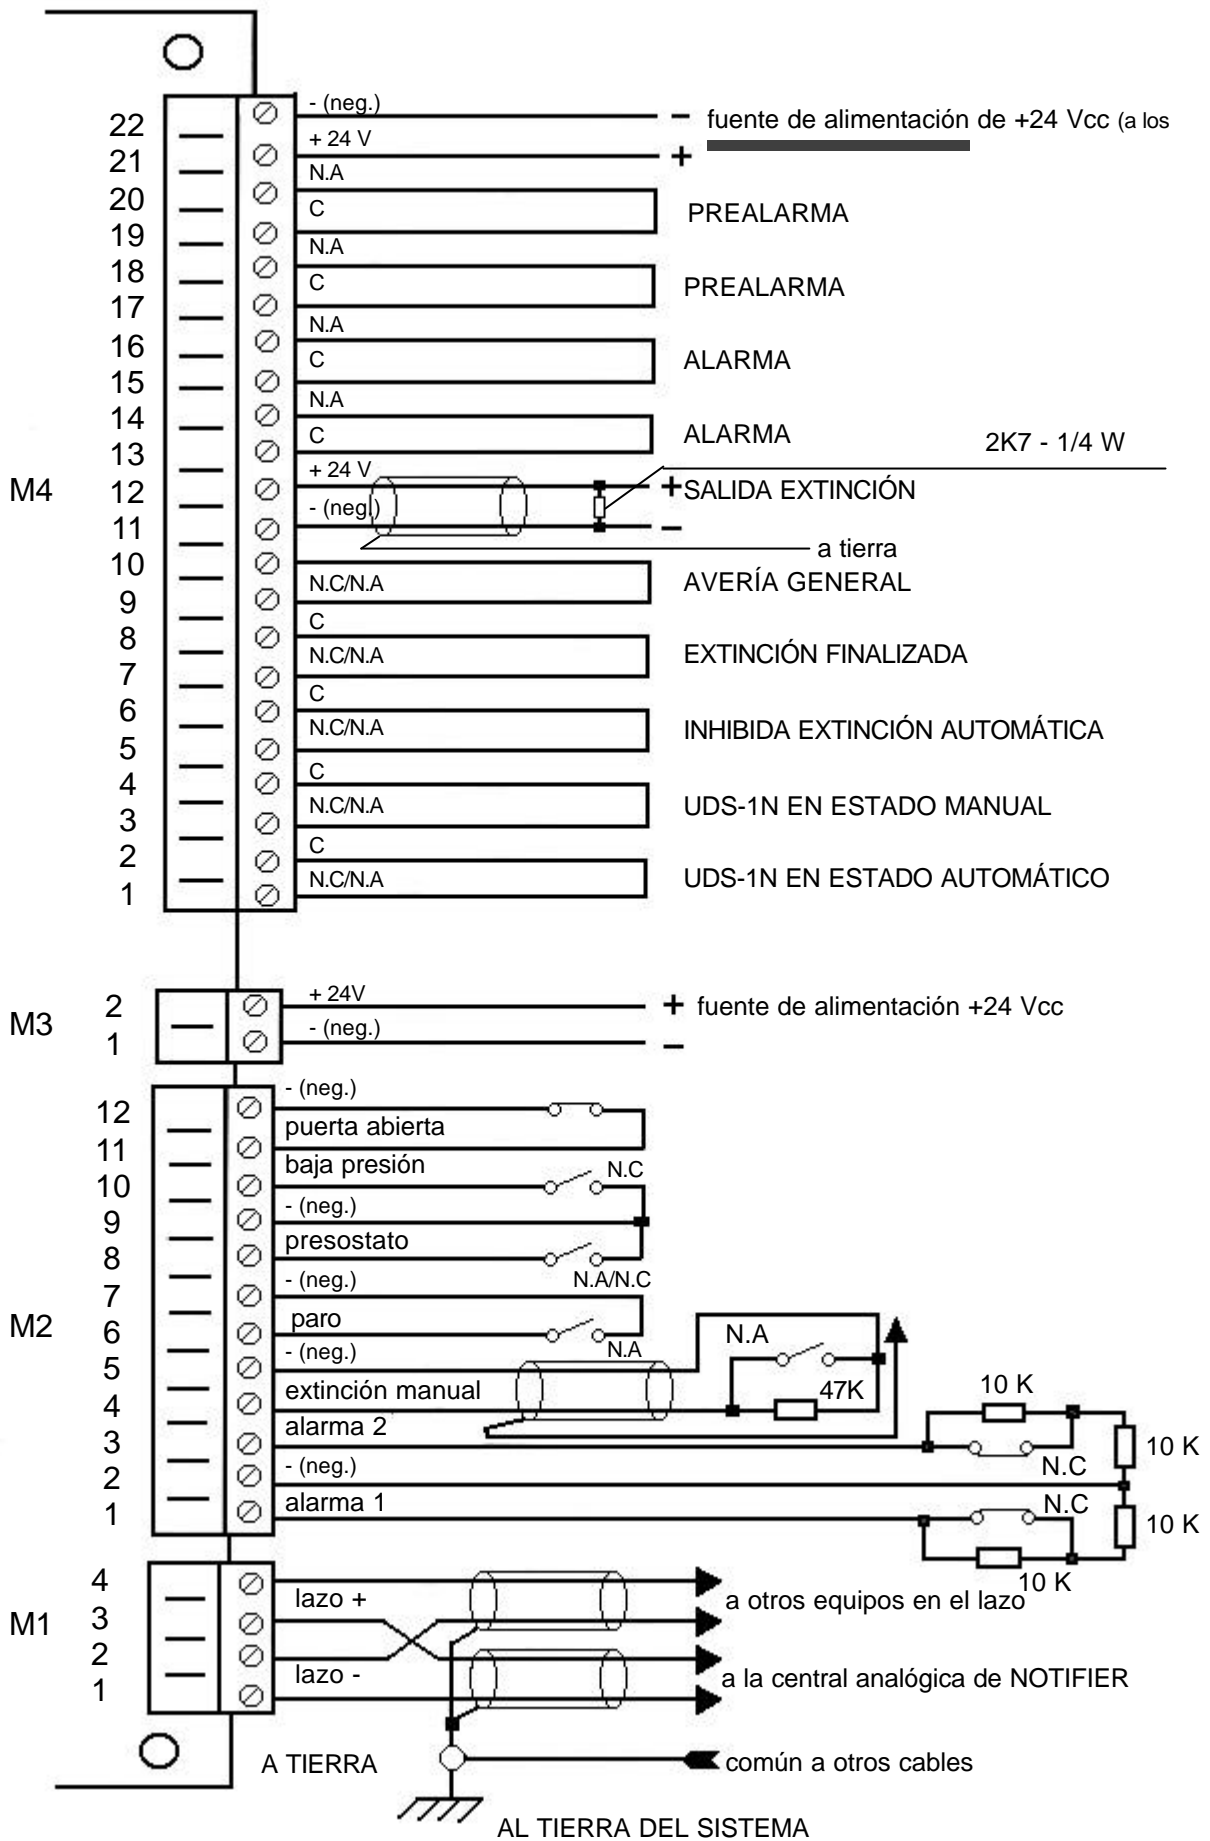 - (neg.)
22 − fuente de alimentación de +24 Vcc (a los
+ 24 V
21 +
N.A
20
C PREALARMA
19
N.A
18
C PREALARMA
17
N.A
16
C ALARMA
15
N.A
14
C ALARMA
13 2K7 - 1/4 W
+ 24 V
M4 12 + SALIDA EXTINCIÓN
- (neg.)
11 −
a tierra
10
N.C/N.A AVERÍA GENERAL
9
C
8
N.C/N.A EXTINCIÓN FINALIZADA
7
C
6
N.C/N.A INHIBIDA EXTINCIÓN AUTOMÁTICA
5
C
4
N.C/N.A UDS-1N EN ESTADO MANUAL
3
C
2
N.C/N.A UDS-1N EN ESTADO AUTOMÁTICO
1
+ 24V
2 + fuente de alimentación +24 Vcc
M3
- (neg.)
1 −
- (neg.)
12
puerta abierta
11
baja presión N.C
10
- (neg.)
9
presostato
8
- (neg.) N.A/N.C
7
paro
M2 6 N.A
N.A
- (neg.)
5
extinción manual 47K 10 K
4
alarma 2
3 10 K
- (neg.) N.C
2
alarma 1 N.C
1 10 K
4 10 K
lazo + a otros equipos en el lazo
M1 3
2
lazo - a la central analógica de NOTIFIER
1
A TIERRA común a otros cables
AL TIERRA DEL SISTEMA